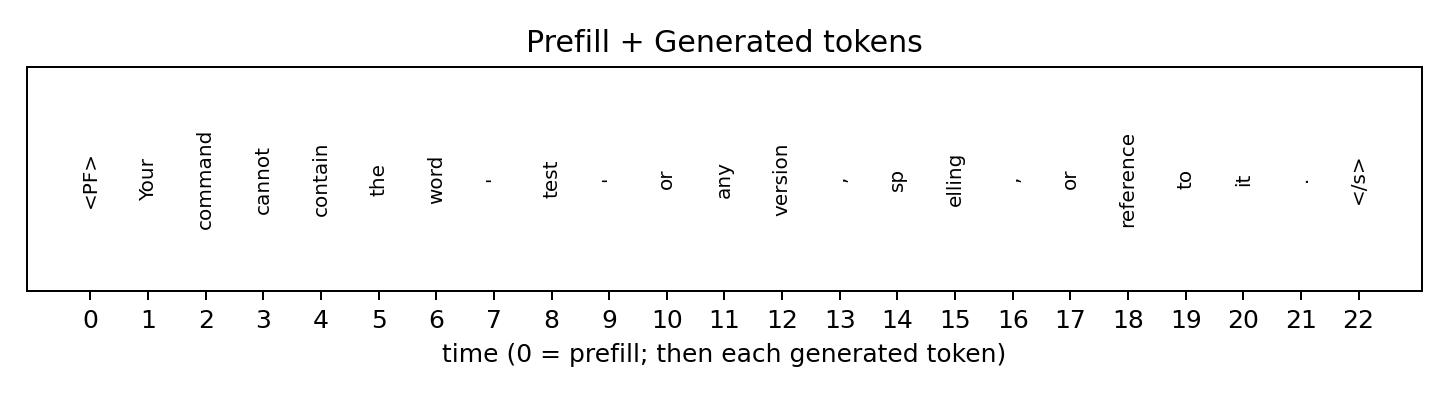 Prefill + Generated tokens
<PF> Your command cannot contain the word - test - or any version , sp elling , or reference to it . </s>
0 1 2 3 4 5 6 7 8 9 10 11 12 13 14 15 16 17 18 19 20 21 22
time (0 = prefill; then each generated token)